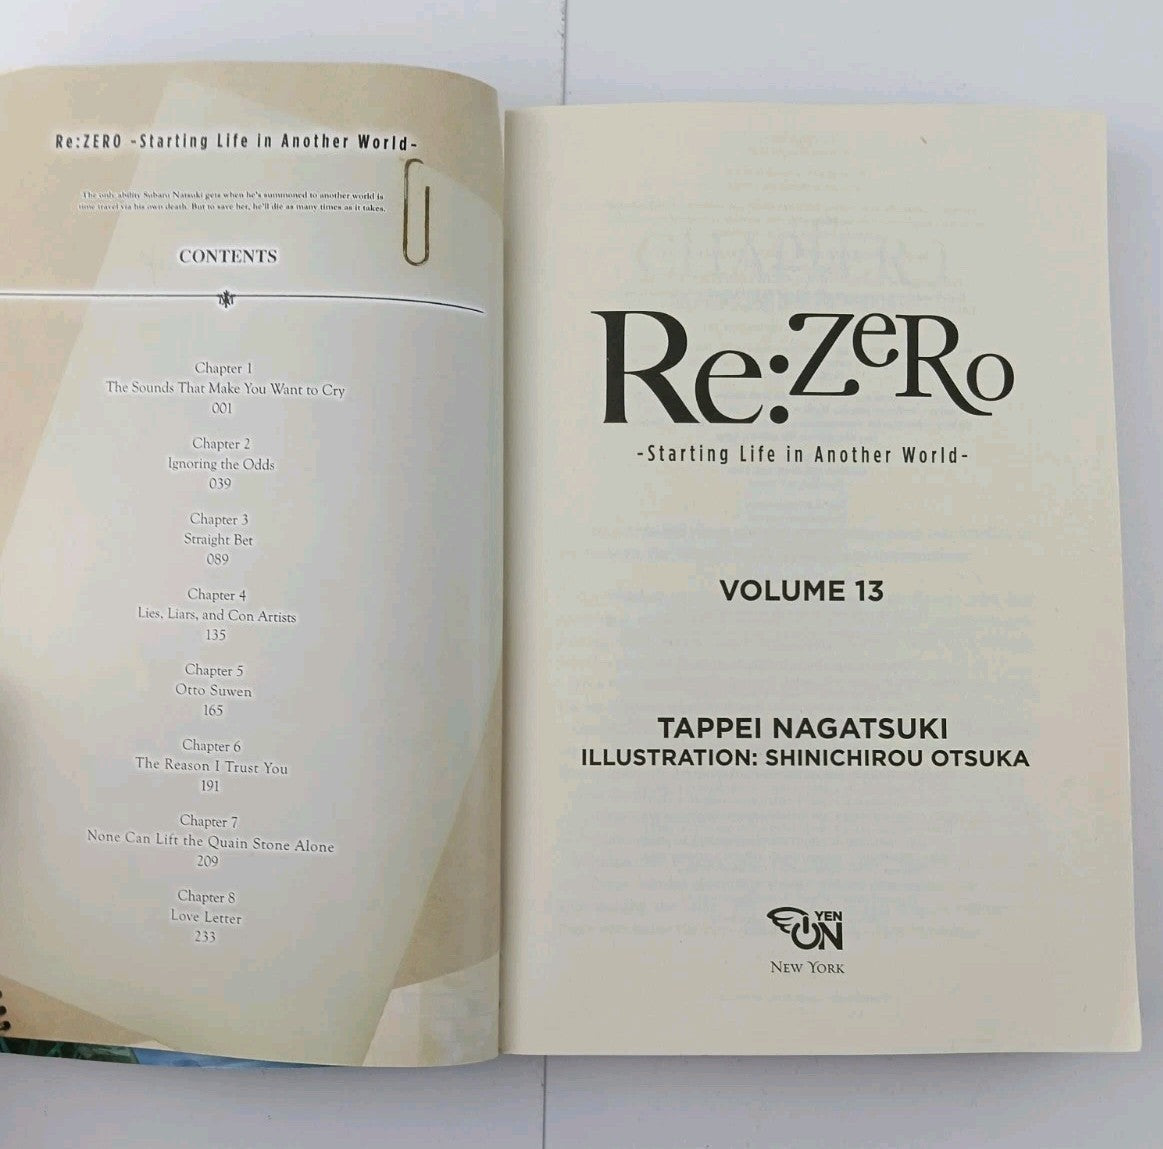 Re:ZERO -Starting Life in Another World-
The only ability Subaru Natsuki gets when he's summoned to another world is
time travel via his own death. But to save her, he'll die as many times as it takes.
CONTENTS
Chapter 1
The Sounds That Make You Want to Cry
001
Chapter 2
Ignoring the Odds
039
Chapter 3
Straight Bet
089
Chapter 4
Lies, Liars, and Con Artists
135
Chapter 5
Otto Suwen
165
Chapter 6
The Reason I Trust You
191
Chapter 7
None Can Lift the Quain Stone Alone
209
Chapter 8
Love Letter
233
Re:ZeRo
-Starting Life in Another World-
VOLUME 13
TAPPEI NAGATSUKI
ILLUSTRATION: SHINICHIROU OTSUKA
YEN
ON
NEW YORK